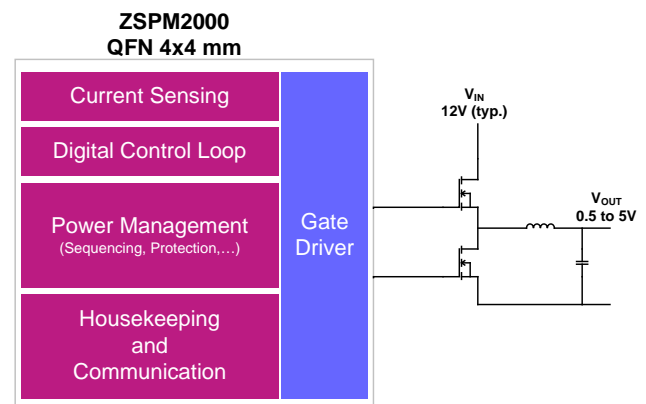 ZSPM2000
QFN 4x4 mm
Current Sensing
Digital Control Loop
Power Management
(Sequencing, Protection,…)
Housekeeping
and
Communication
Gate
Driver
VIN
12V (typ.)
VOUT
0.5 to 5V